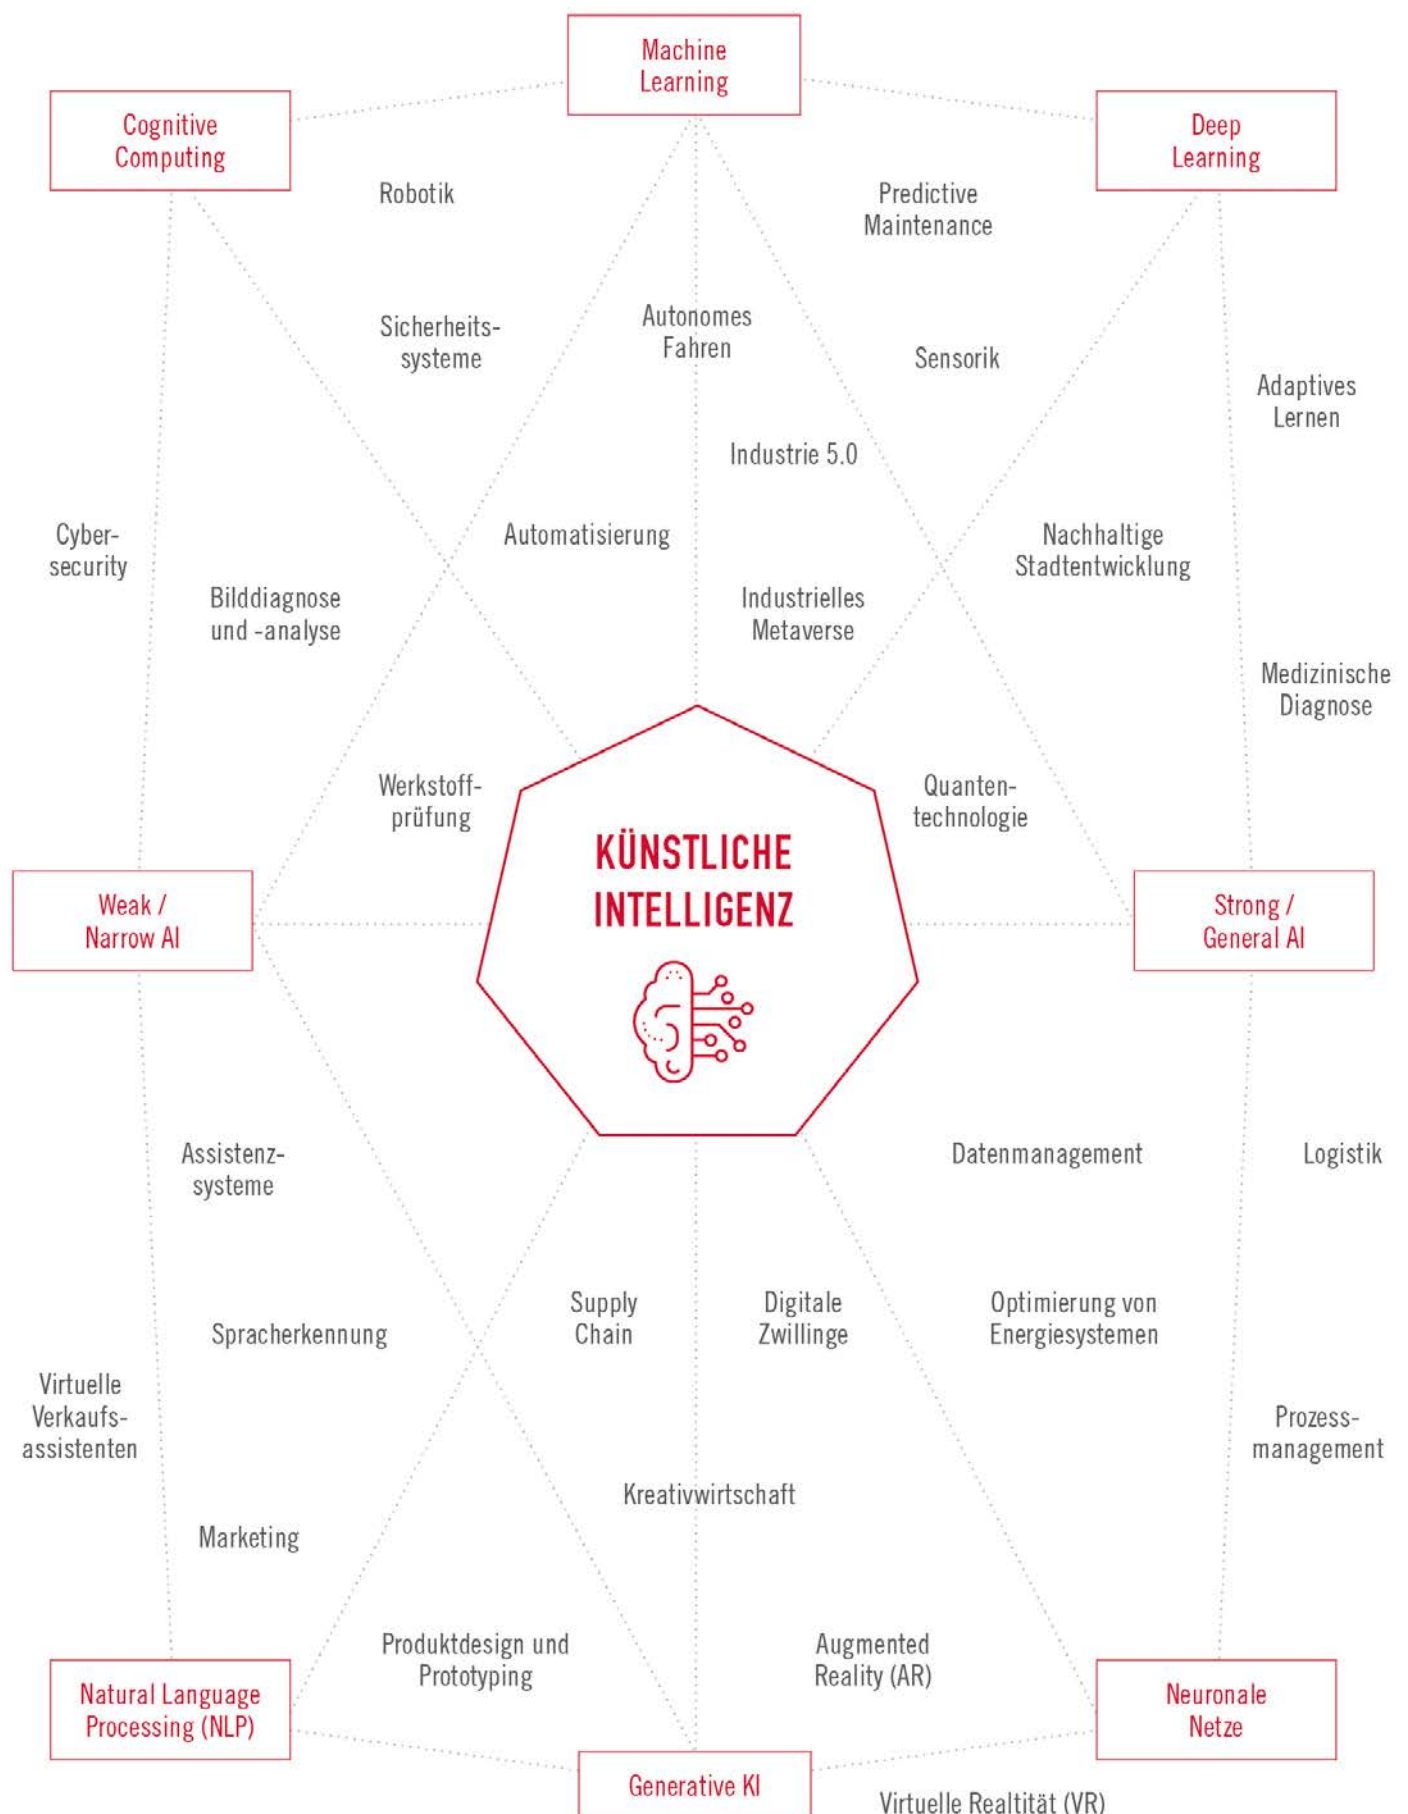 Machine
Learning
Cognitive
Computing
Deep
Learning
Robotik
Predictive
Maintenance
Sicherheits-
systeme
Autonomes
Fahren
Sensorik
Adaptives
Lernen
Industrie 5.0
Cyber-
security
Automatisierung
Nachhaltige
Stadtentwicklung
Bilddiagnose
und -analyse
Industrielles
Metaverse
Medizinische
Diagnose
Werkstoff-
prüfung
Quanten-
technologie
KÜNSTLICHE
INTELLIGENZ
Weak /
Narrow AI
Strong /
General AI
Assistenz-
systeme
Datenmanagement
Logistik
Supply
Chain
Digitale
Zwillinge
Optimierung von
Energiesystemen
Spracherkennung
Virtuelle
Verkaufs-
assistenten
Prozess-
management
Kreativwirtschaft
Marketing
Produktdesign und
Prototyping
Augmented
Reality (AR)
Natural Language
Processing (NLP)
Neuronale
Netze
Generative KI
Virtuelle Realtität (VR)